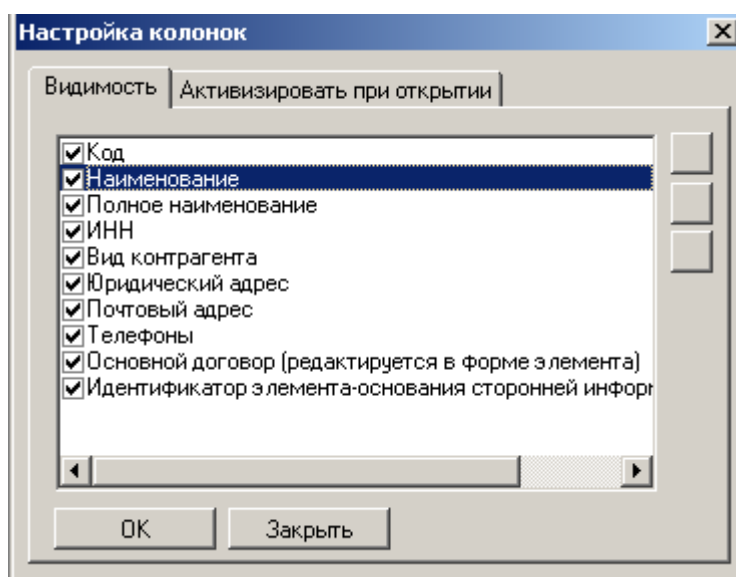 Настройка колонок
Видимость Активизировать при открытии
Код
Наименование
Полное наименование
ИНН
Вид контрагента
Юридический адрес
Почтовый адрес
Телефоны
Основной договор (редактируется в форме элемента)
Идентификатор элемента-основания сторонней
OK Закрыть